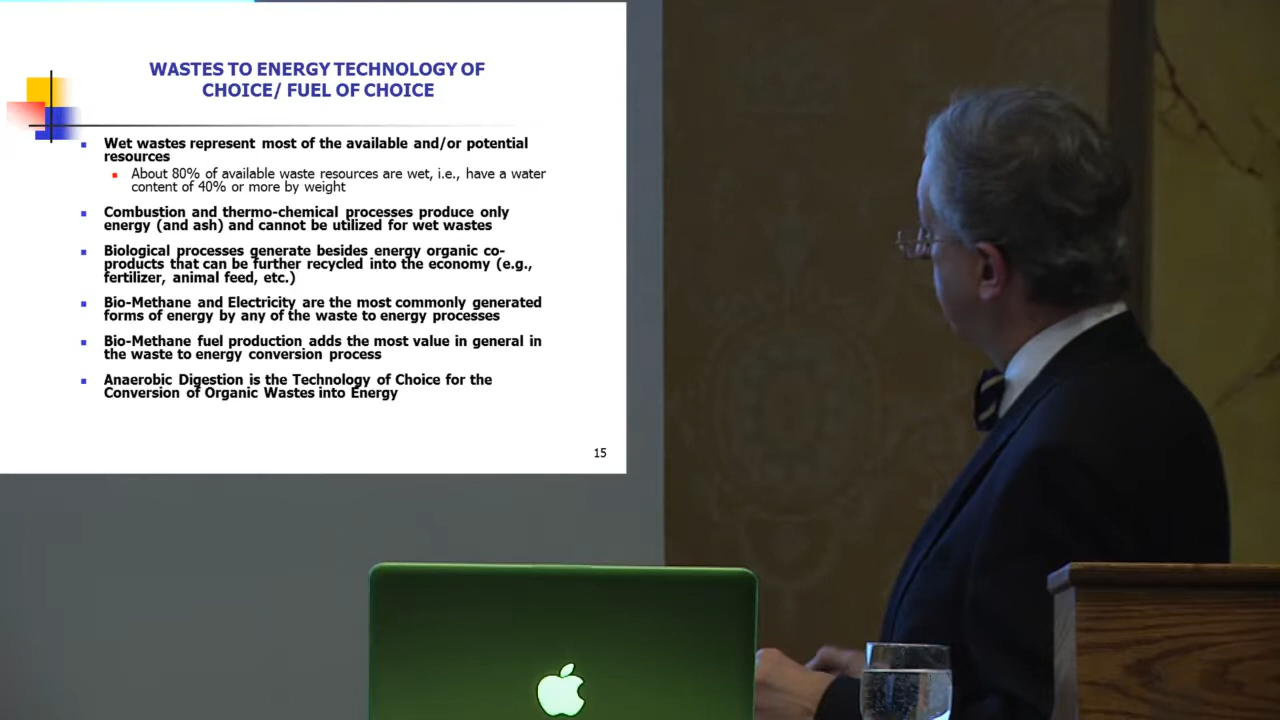 WASTES TO ENERGY TECHNOLOGY OF
CHOICE/ FUEL OF CHOICE
Wet wastes represent most of the available and/or potential
resources
About 80% of available waste resources are wet, i.e., have a water
content of 40% or more by weight
Combustion and thermo-chemical processes produce only
energy (and ash) and cannot be utilized for wet wastes
Biological processes generate besides energy organic co-
products that can be further recycled into the economy (e.g.,
fertilizer, animal feed, etc.)
Bio-Methane and Electricity are the most commonly generated
forms of energy by any of the waste to energy processes
Bio-Methane fuel production adds the most value in general in
the waste to energy conversion process
Anaerobic Digestion is the Technology of Choice for the
Conversion of Organic Wastes into Energy
15